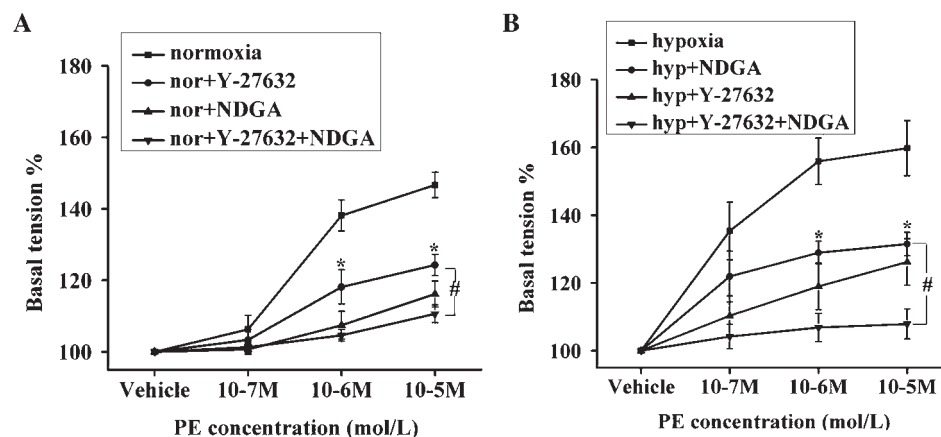 A
normoxia
nor+Y-27632
nor+NDGA
nor+Y-27632+NDGA
180
160
140
120
100
Basal tension %
*
*
#
Vehicle
10-7M
10-6M
10-5M
PE concentration (mol/L)
B
hypoxia
hyp+NDGA
hyp+Y-27632
hyp+Y-27632+NDGA
180
160
140
120
100
Basal tension %
*
*
#
Vehicle
10-7M
10-6M
10-5M
PE concentration (mol/L)